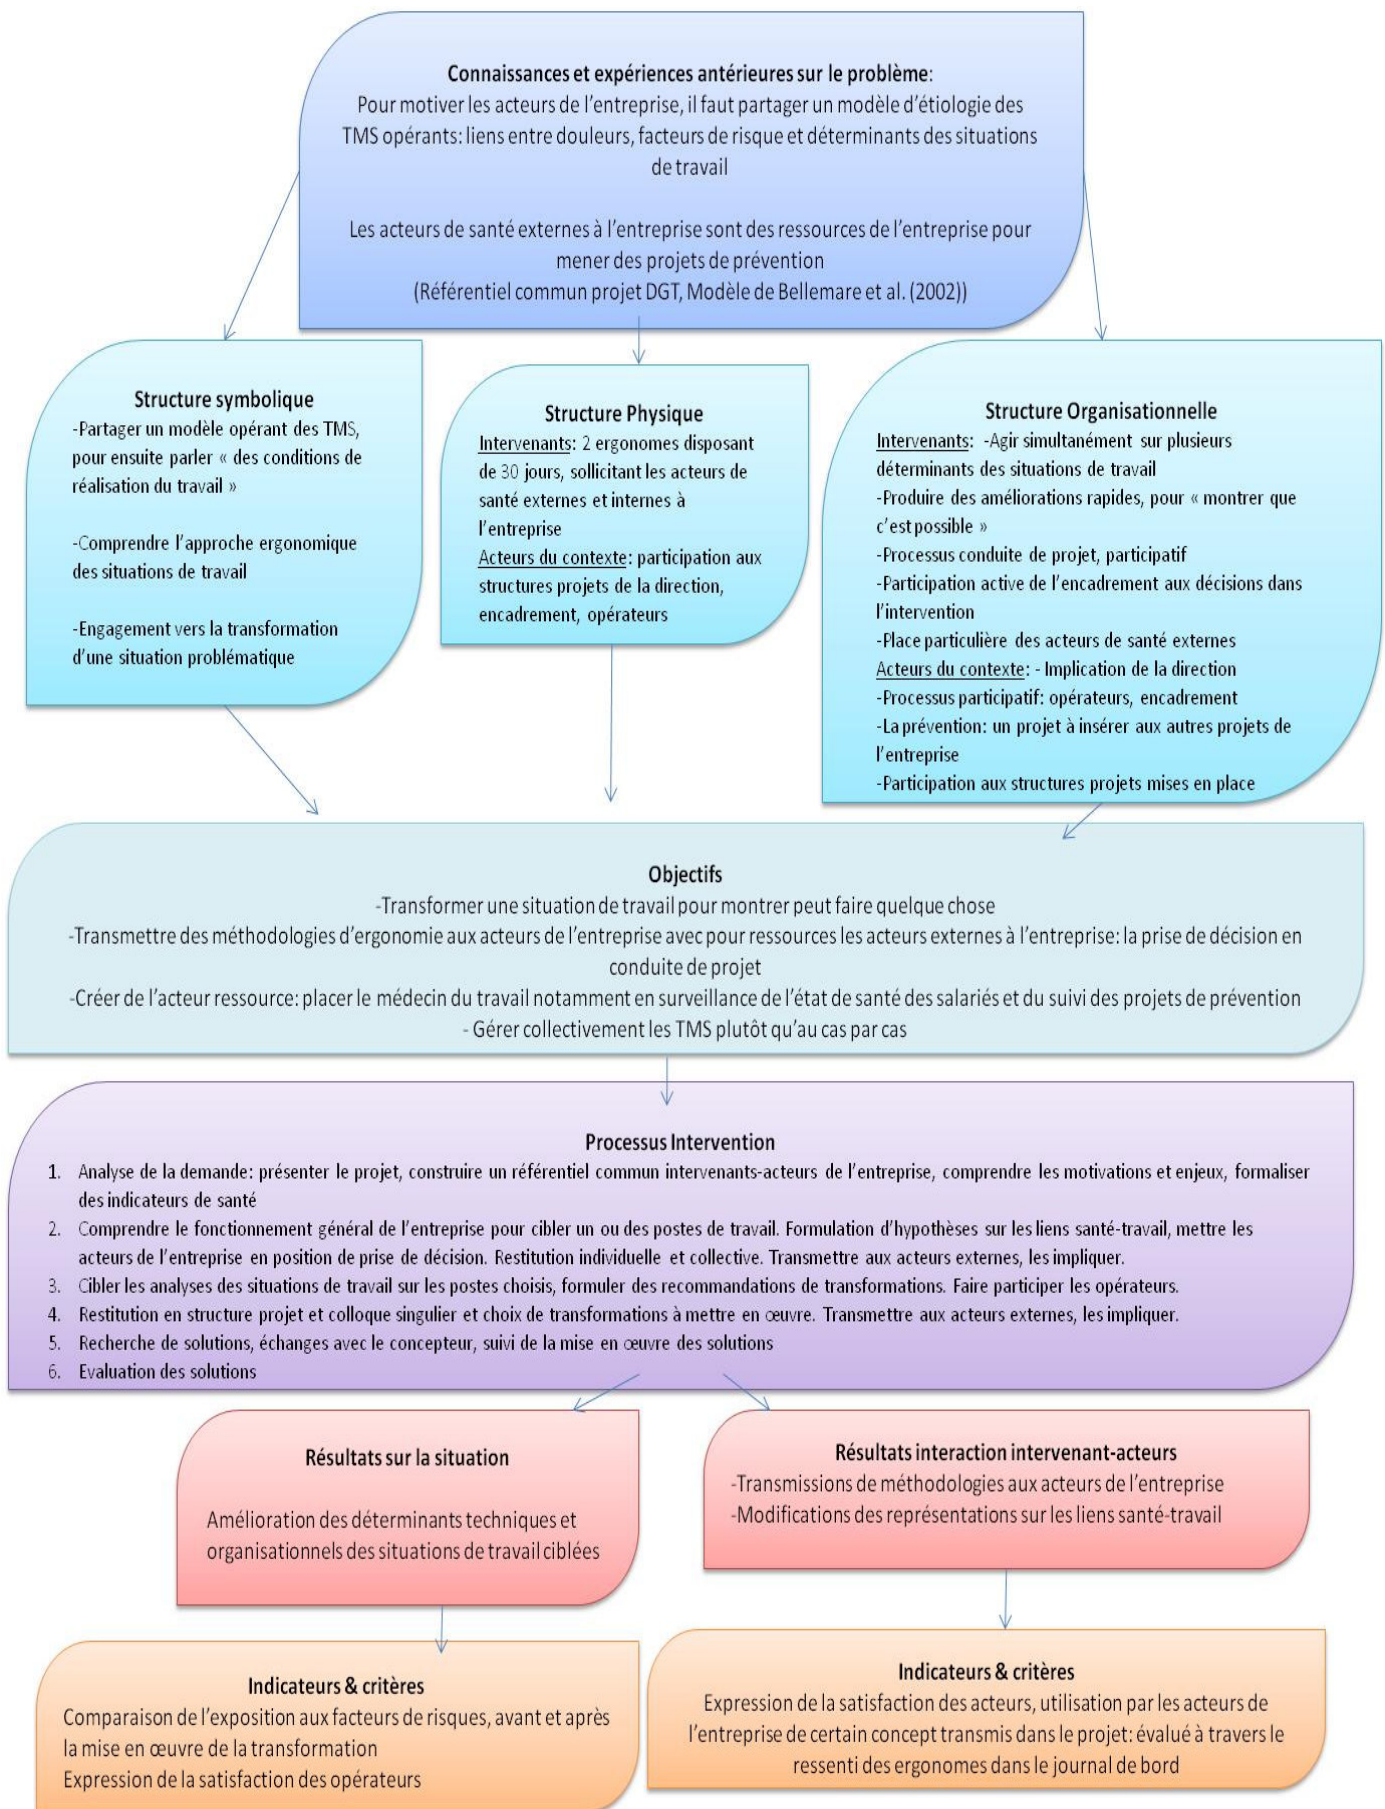 Connaissances et expériences antérieures sur le problème:
Pour motiver les acteurs de l'entreprise, il faut partager un modèle d'étiologie des
TMS opérants: liens entre douleurs, facteurs de risque et déterminants des situations
de travail
Les acteurs de santé externes à l'entreprise sont des ressources de l'entreprise pour
mener des projets de prévention
(Référentiel commun projet DGT, Modèle de Bellemare et al. (2002))
Structure symbolique
-Partager un modèle opérant des TMS,
pour ensuite parler « des conditions de
réalisation du travail »
-Comprendre l'approche ergonomique
des situations de travail
-Engagement vers la transformation
d'une situation problématique
Structure Physique
Intervenants: 2 ergonomes disposant
de 30 jours, sollicitant les acteurs de
santé externes et internes à
l'entreprise
Acteurs du contexte: participation aux
structures projets de la direction,
encadrement, opérateurs
Structure Organisationnelle
Intervenants: -Agir simultanément sur plusieurs
déterminants des situations de travail
-Produire des améliorations rapides, pour « montrer que
c'est possible »
-Processus conduite de projet, participatif
-Participation active de l'encadrement aux décisions dans
l'intervention
-Place particulière des acteurs de santé externes
Acteurs du contexte: - Implication de la direction
-Processus participatif: opérateurs, encadrement
-La prévention: un projet à insérer aux autres projets de
l'entreprise
-Participation aux structures projets mises en place
Objectifs
-Transformer une situation de travail pour montrer peut faire quelque chose
-Transmettre des méthodologies d'ergonomie aux acteurs de l'entreprise avec pour ressources les acteurs externes à l'entreprise: la prise de décision en
conduite de projet
-Créer de l'acteur ressource: placer le médecin du travail notamment en surveillance de l'état de santé des salariés et du suivi des projets de prévention
- Gérer collectivement les TMS plutôt qu'au cas par cas
Processus Intervention
1. Analyse de la demande: présenter le projet, construire un référentiel commun intervenants-acteurs de l'entreprise, comprendre les motivations et enjeux, formaliser
des indicateurs de santé
2. Comprendre le fonctionnement général de l'entreprise pour cibler un ou des postes de travail. Formulation d'hypothèses sur les liens santé-travail, mettre les
acteurs de l'entreprise en position de prise de décision. Restitution individuelle et collective. Transmettre aux acteurs externes, les impliquer.
3. Cibler les analyses des situations de travail sur les postes choisis, formuler des recommandations de transformations. Faire participer les opérateurs.
4. Restitution en structure projet et colloque singulier et choix de transformations à mettre en œuvre. Transmettre aux acteurs externes, les impliquer.
5. Recherche de solutions, échanges avec le concepteur, suivi de la mise en œuvre des solutions
6. Evaluation des solutions
Résultats sur la situation
Amélioration des déterminants techniques et
organisationnels des situations de travail ciblées
Résultats interaction intervenant-acteurs
-Transmissions de méthodologies aux acteurs de l'entreprise
-Modifications des représentations sur les liens santé-travail
Indicateurs & critères
Comparaison de l'exposition aux facteurs de risques, avant et après
la mise en œuvre de la transformation
Expression de la satisfaction des opérateurs
Indicateurs & critères
Expression de la satisfaction des acteurs, utilisation par les acteurs de
l'entreprise de certain concept transmis dans le projet: évalué à travers le
ressenti des ergonomes dans le journal de bord